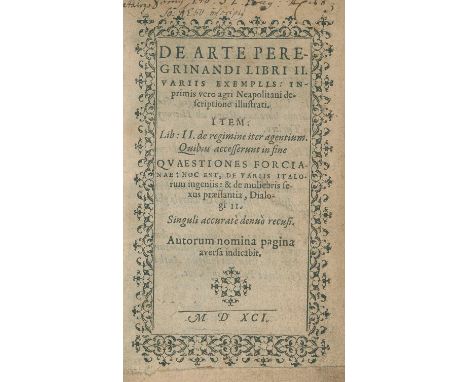 DE ARTE PERE-
GRINANDI LIBRI II.
VARIIS EXEMPLIS: IN-
primis vero agri Neapolitani de-
scriptione illustrati.
ITEM:
Lib: II. de regimine iter agentium.
Quibus accesserunt in fine
QVAESTIONES FORCIA-
NAE: HOC EST, DE VARIIS ITALO-
rum ingeniis: & de muliebris se-
xus præstantia, Dialo-
gi II.
Singuli accuratè denuò recusi.
Autorum nomina pagina
aversa indicabit.
M D XCI.